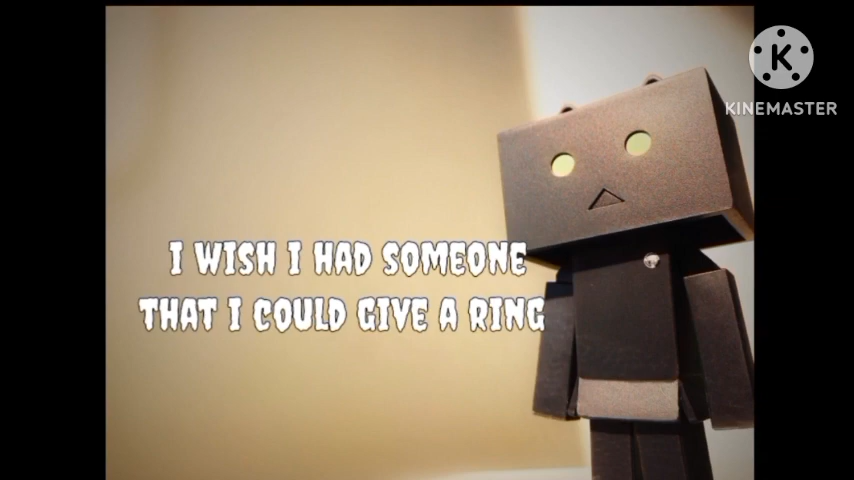 K
KINEMASTER
I WISH I HAD SOMEONE
THAT I COULD GIVE A RING